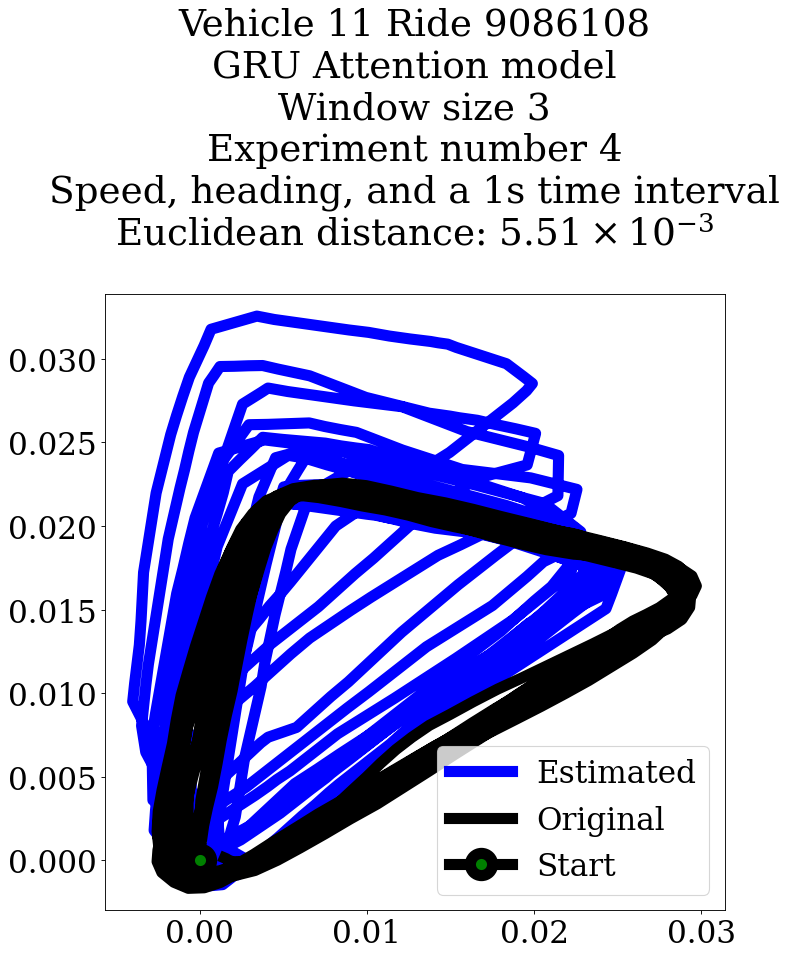 Vehicle 11 Ride 9086108
GRU Attention model
Window size 3
Experiment number 4
Speed, heading, and a 1s time interval
Euclidean distance: 5.51 × 10⁻³
0.030
0.025
0.020
0.015
0.010
0.005
0.000
Estimated
Original
Start
0.00 0.01 0.02 0.03